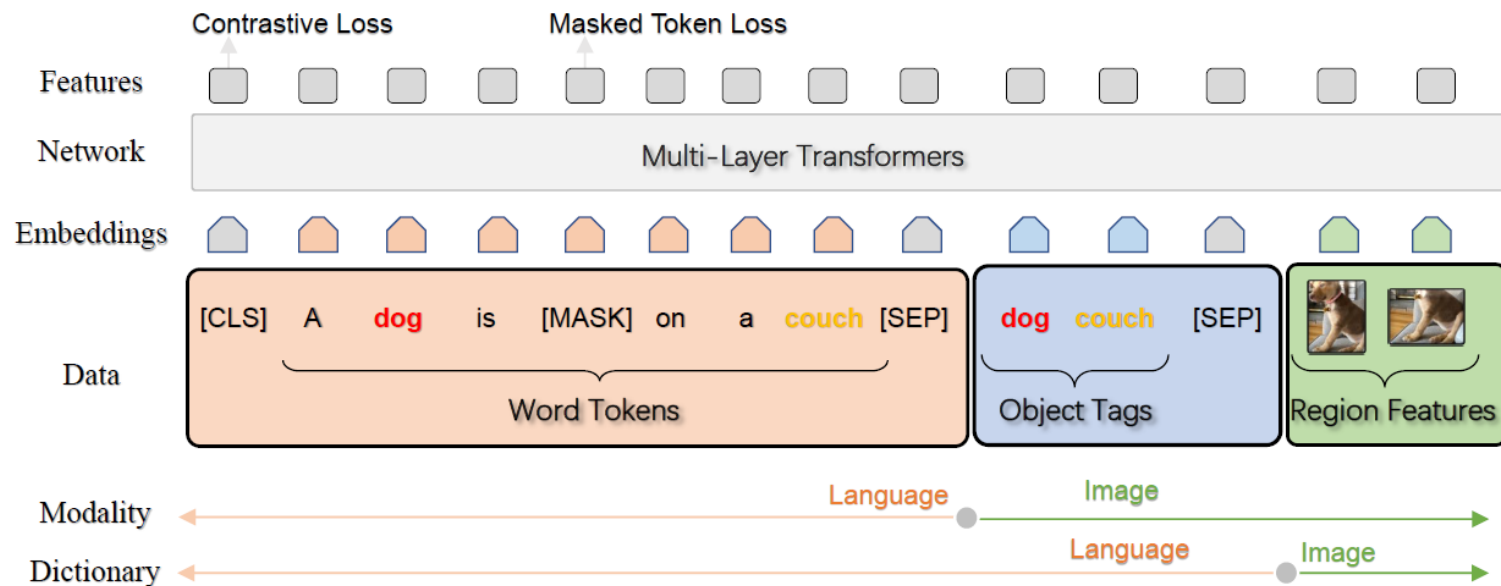 Contrastive Loss Masked Token Loss
Features
Network Multi-Layer Transformers
Embeddings
[CLS] A dog is [MASK] on a couch [SEP] dog couch [SEP]
Data
Word Tokens Object Tags Region Features
Modality Language Image
Dictionary Language Image